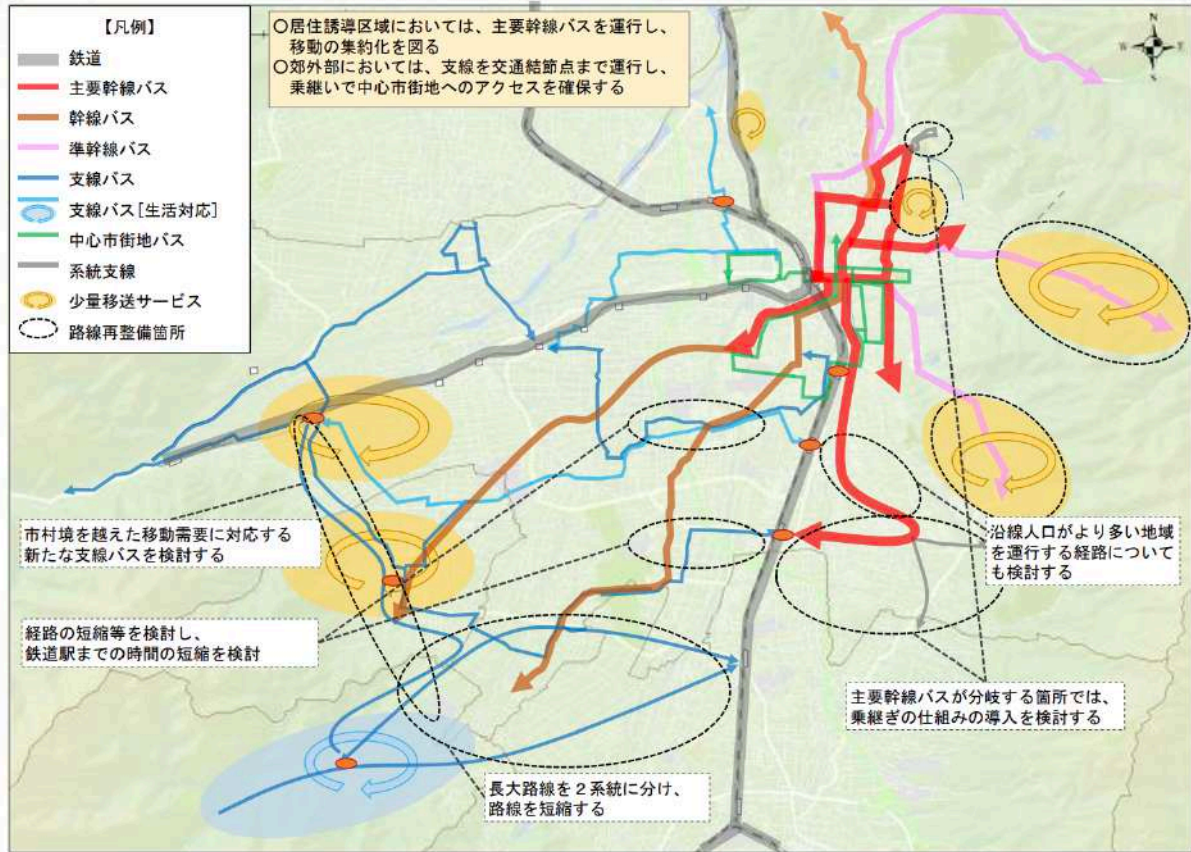 【凡例】
鉄道
主要幹線バス
幹線バス
準幹線バス
支線バス
支線バス[生活対応]
中心市街地バス
系統支線
少量移送サービス
路線再整備箇所
○居住誘導区域においては、主要幹線バスを運行し、
移動の集約化を図る
○郊外部においては、支線を交通結節点まで運行し、
乗継いで中心市街地へのアクセスを確保する
N
W
E
S
市村境を越えた移動需要に対応する
新たな支線バスを検討する
沿線人口がより多い地域
を運行する経路について
も検討する
経路の短縮等を検討し、
鉄道駅までの時間の短縮を検討
主要幹線バスが分岐する箇所では、
乗継ぎの仕組みの導入を検討する
長大路線を2系統に分け、
路線を短縮する